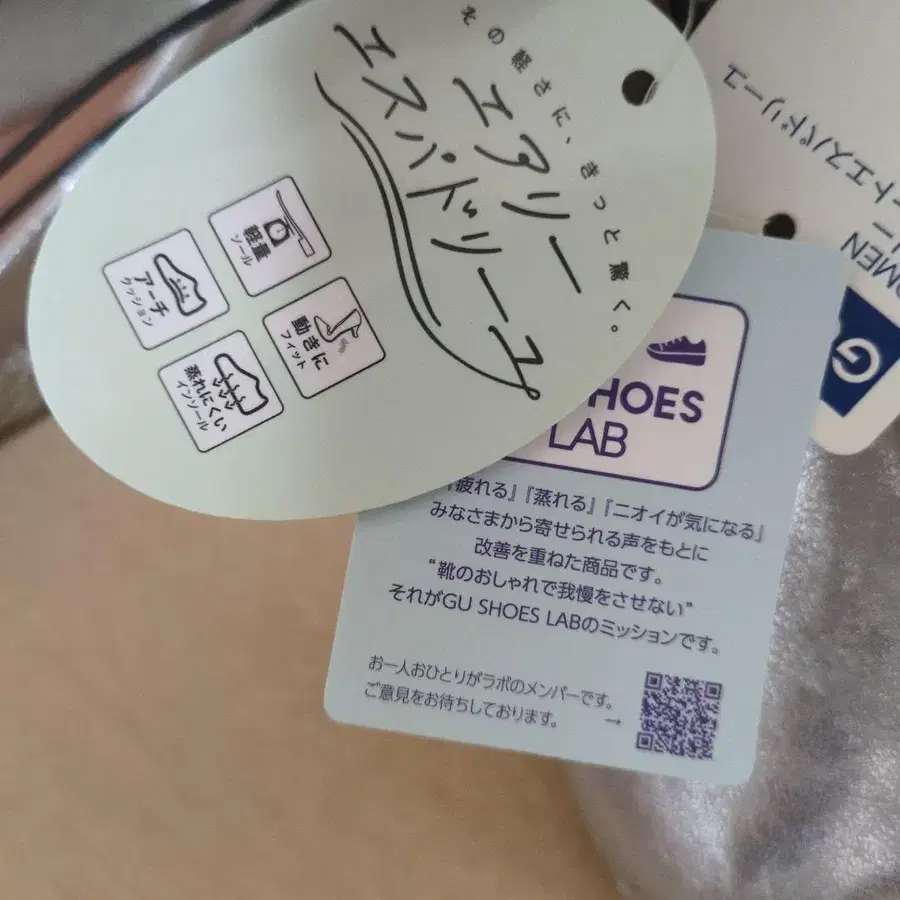 その軽さに、きっと驚く。
エアリー
エスパドリーユ
軽量
ソール
動きに
フィット
アーチ
クッション
蒸れにくい
インソール
SHOES
LAB
『疲れる』『蒸れる』『ニオイが気になる』
みなさまから寄せられる声をもとに
改善を重ねた商品です。
“靴のおしゃれで我慢をさせない”
それがGU SHOES LABのミッションです。
お一人おひとりがラボのメンバーです。
ご意見をお待ちしております。 →
トエスパドリーユ
OMEN
G